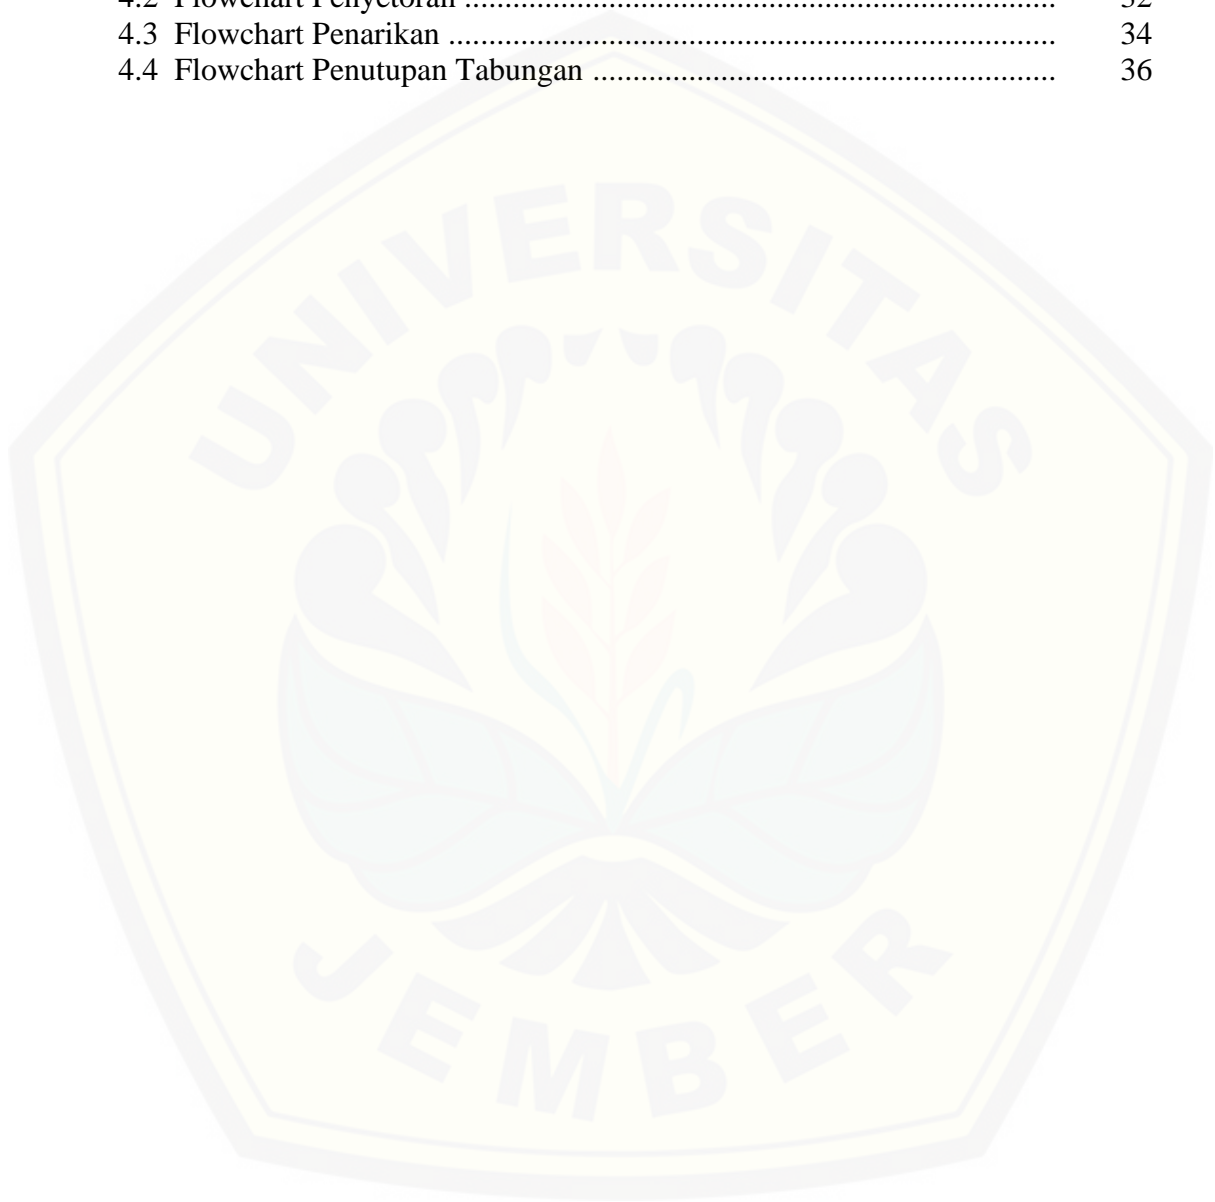 4.2 Flowchart Penyetoran ........................................................................ 32
4.3 Flowchart Penarikan .......................................................................... 34
4.4 Flowchart Penutupan Tabungan ........................................................ 36
UNIVERSITAS
JEMBER